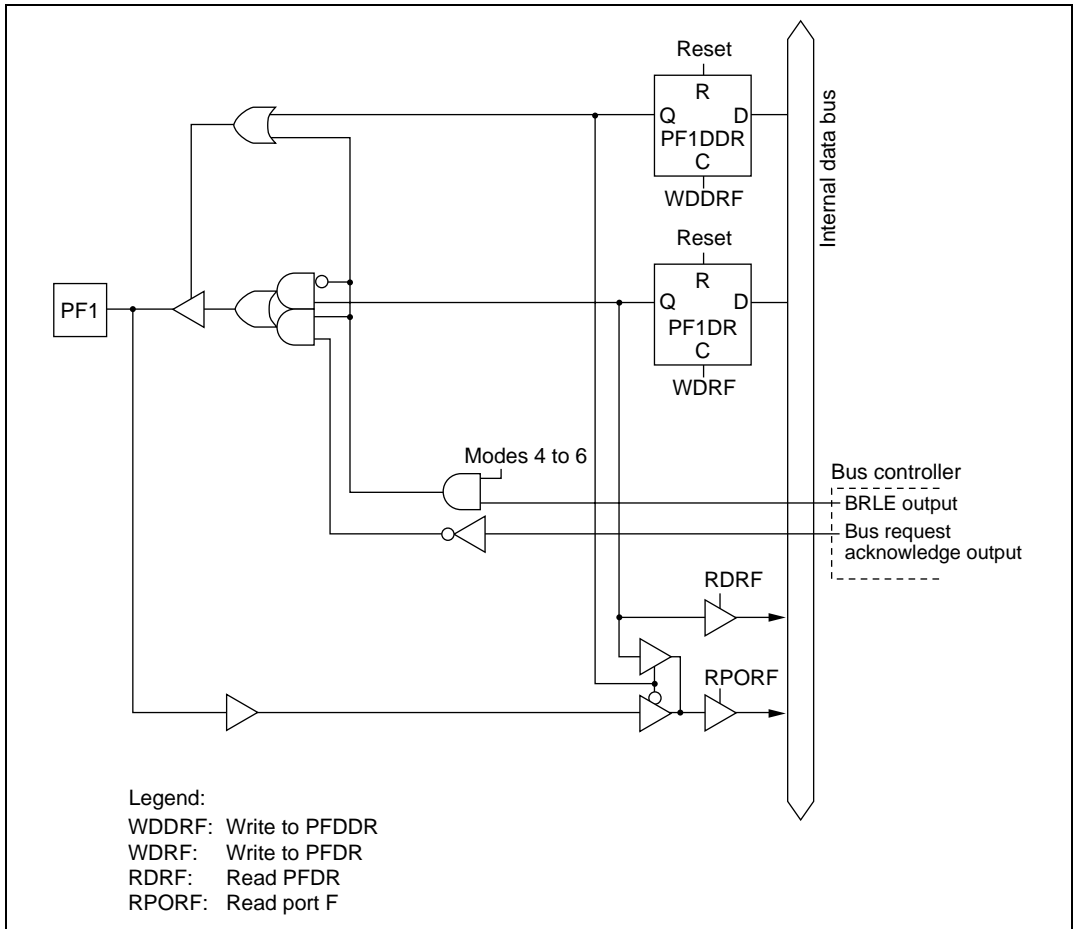 Reset
R
Q D
PF1DDR
C
WDDRF
Internal data bus
Reset
R
PF1
Q D
PF1DR
C
WDRF
Modes 4 to 6
Bus controller
BRLE output
Bus request
acknowledge output
RDRF
RPORF
Legend:
WDDRF: Write to PFDDR
WDRF: Write to PFDR
RDRF: Read PFDR
RPORF: Read port F